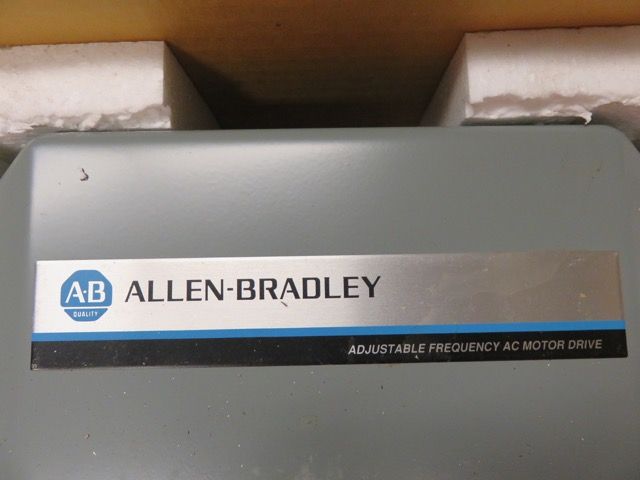 A-B
QUALITY
ALLEN-BRADLEY
ADJUSTABLE FREQUENCY AC MOTOR DRIVE